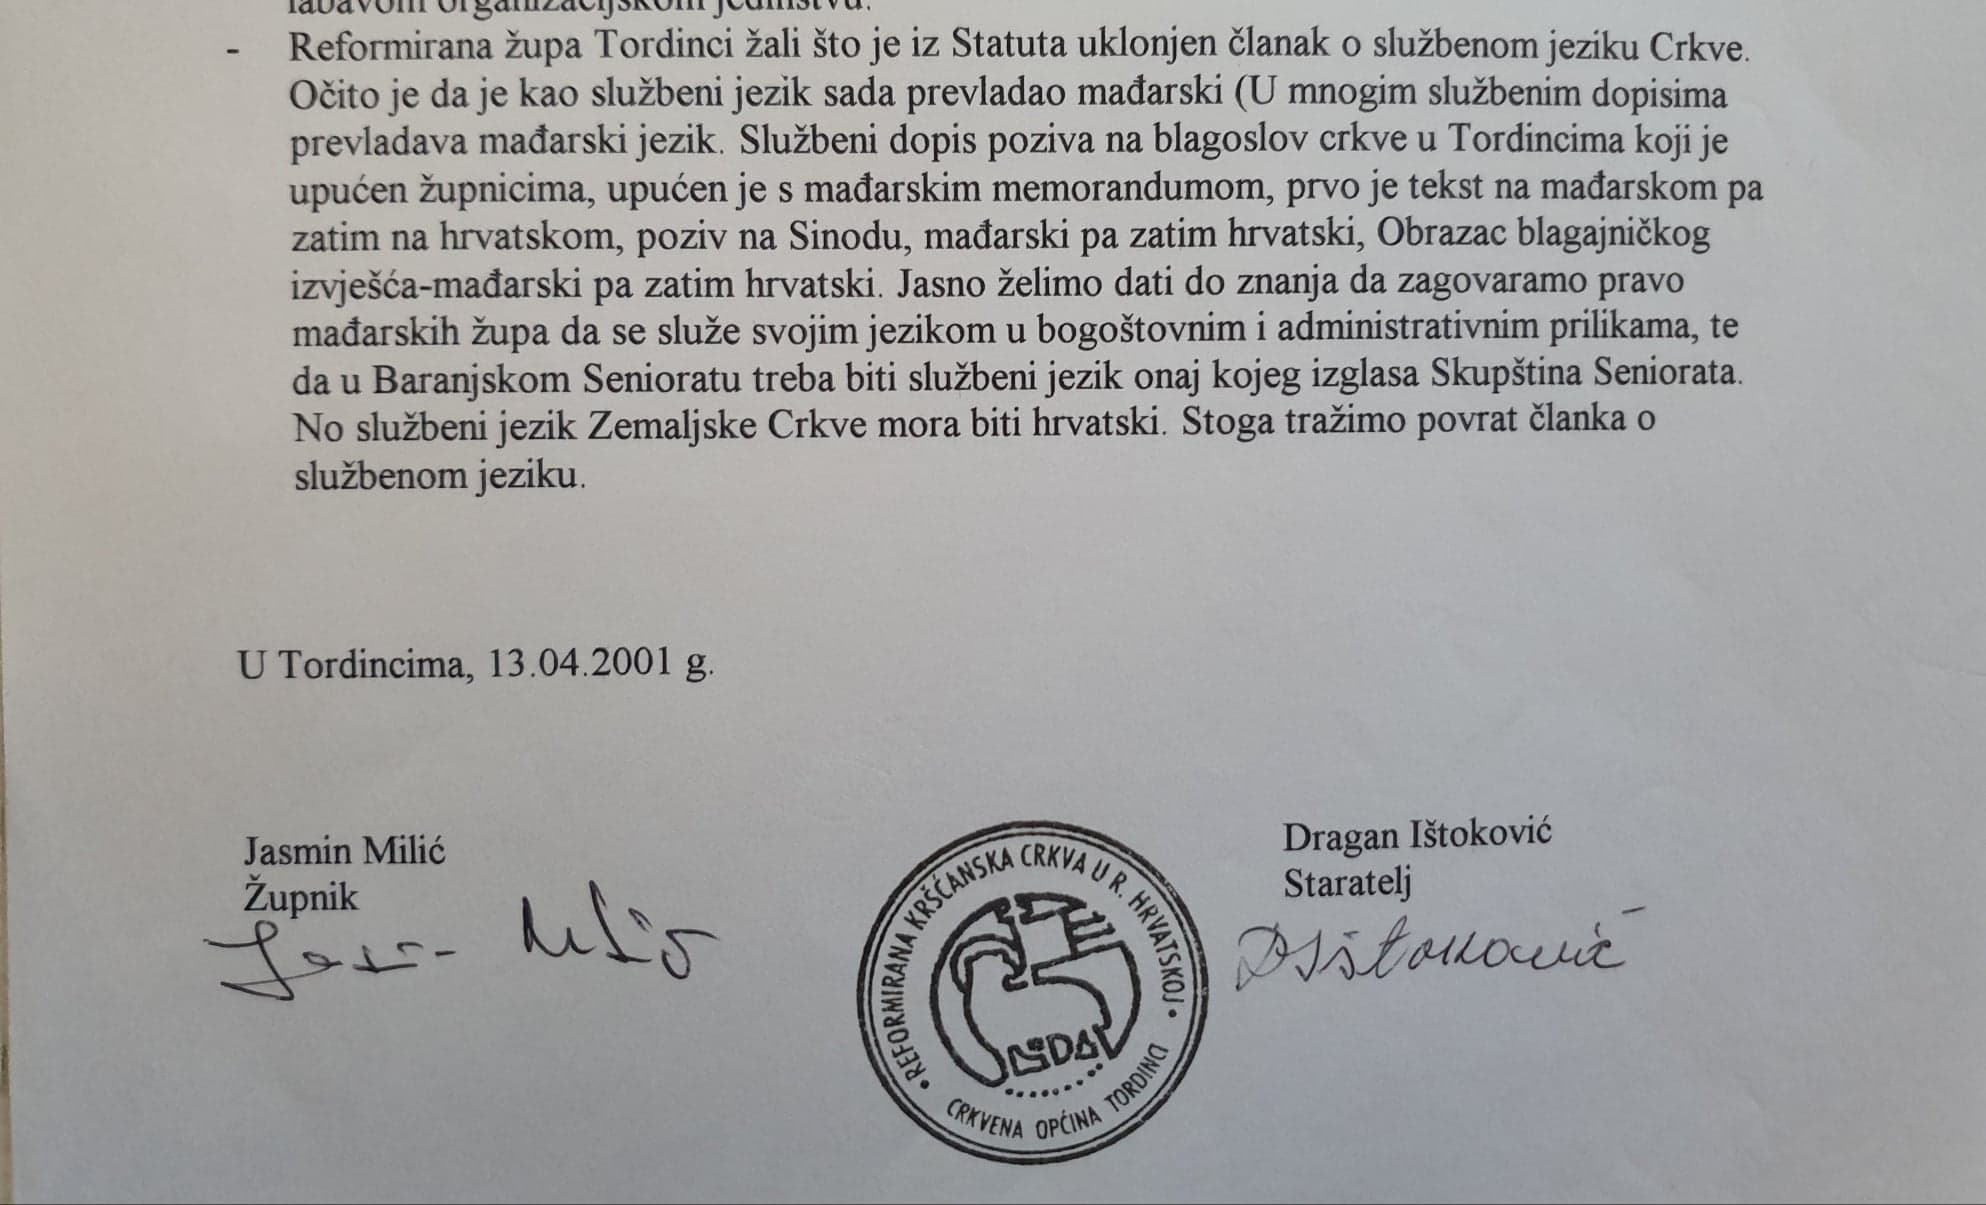 labavom organizacijskom jedinstvu.
- Reformirana župa Tordinci žali što je iz Statuta uklonjen članak o službenom jeziku Crkve.
Očito je da je kao službeni jezik sada prevladao mađarski (U mnogim službenim dopisima
prevladava mađarski jezik. Službeni dopis poziva na blagoslov crkve u Tordincima koji je
upućen župnicima, upućen je s mađarskim memorandumom, prvo je tekst na mađarskom pa
zatim na hrvatskom, poziv na Sinodu, mađarski pa zatim hrvatski, Obrazac blagajničkog
izvješća-mađarski pa zatim hrvatski. Jasno želimo dati do znanja da zagovaramo pravo
mađarskih župa da se služe svojim jezikom u bogoštovnim i administrativnim prilikama, te
da u Baranjskom Senioratu treba biti službeni jezik onaj kojeg izglasa Skupština Seniorata.
No službeni jezik Zemaljske Crkve mora biti hrvatski. Stoga tražimo povrat članka o
službenom jeziku.
U Tordincima, 13.04.2001 g.
Jasmin Milić
Župnik
Jasmin Milić
REFORMIRANA KRŠĆANSKA CRKVA U R. HRVATSKOJ
CRKVENA OPĆINA TORDINCI
Dragan Ištoković
Staratelj
D Ištoković